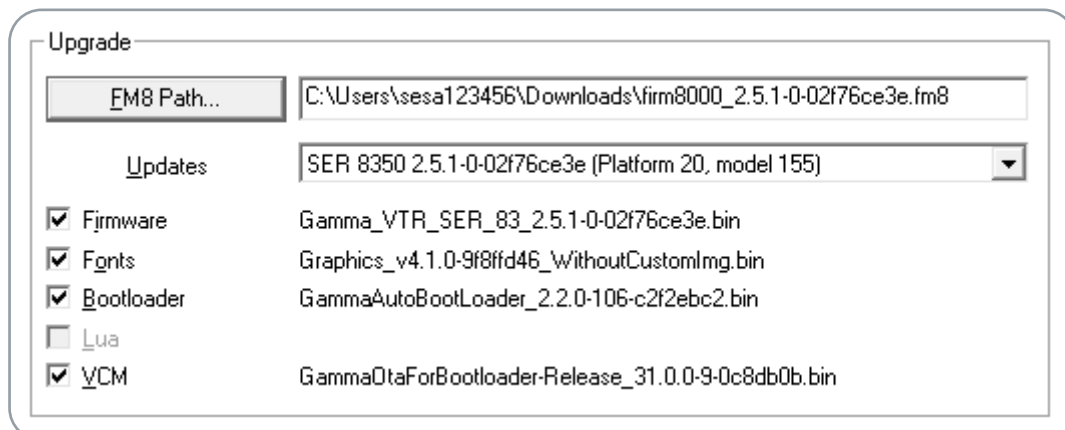 Upgrade
FM8 Path... C:\Users\sesa123456\Downloads\firm8000_2.5.1-0-02f76ce3e.fm8
Updates SER 8350 2.5.1-0-02f76ce3e (Platform 20, model 155)
Firmware Gamma_VTR_SER_83_2.5.1-0-02f76ce3e.bin
Fonts Graphics_v4.1.0-9f8ffd46_WithoutCustomImg.bin
Bootloader GammaAutoBootLoader_2.2.0-106-c2f2ebc2.bin
Lua
VCM GammaOtaForBootloader-Release_31.0.0-9-0c8db0b.bin